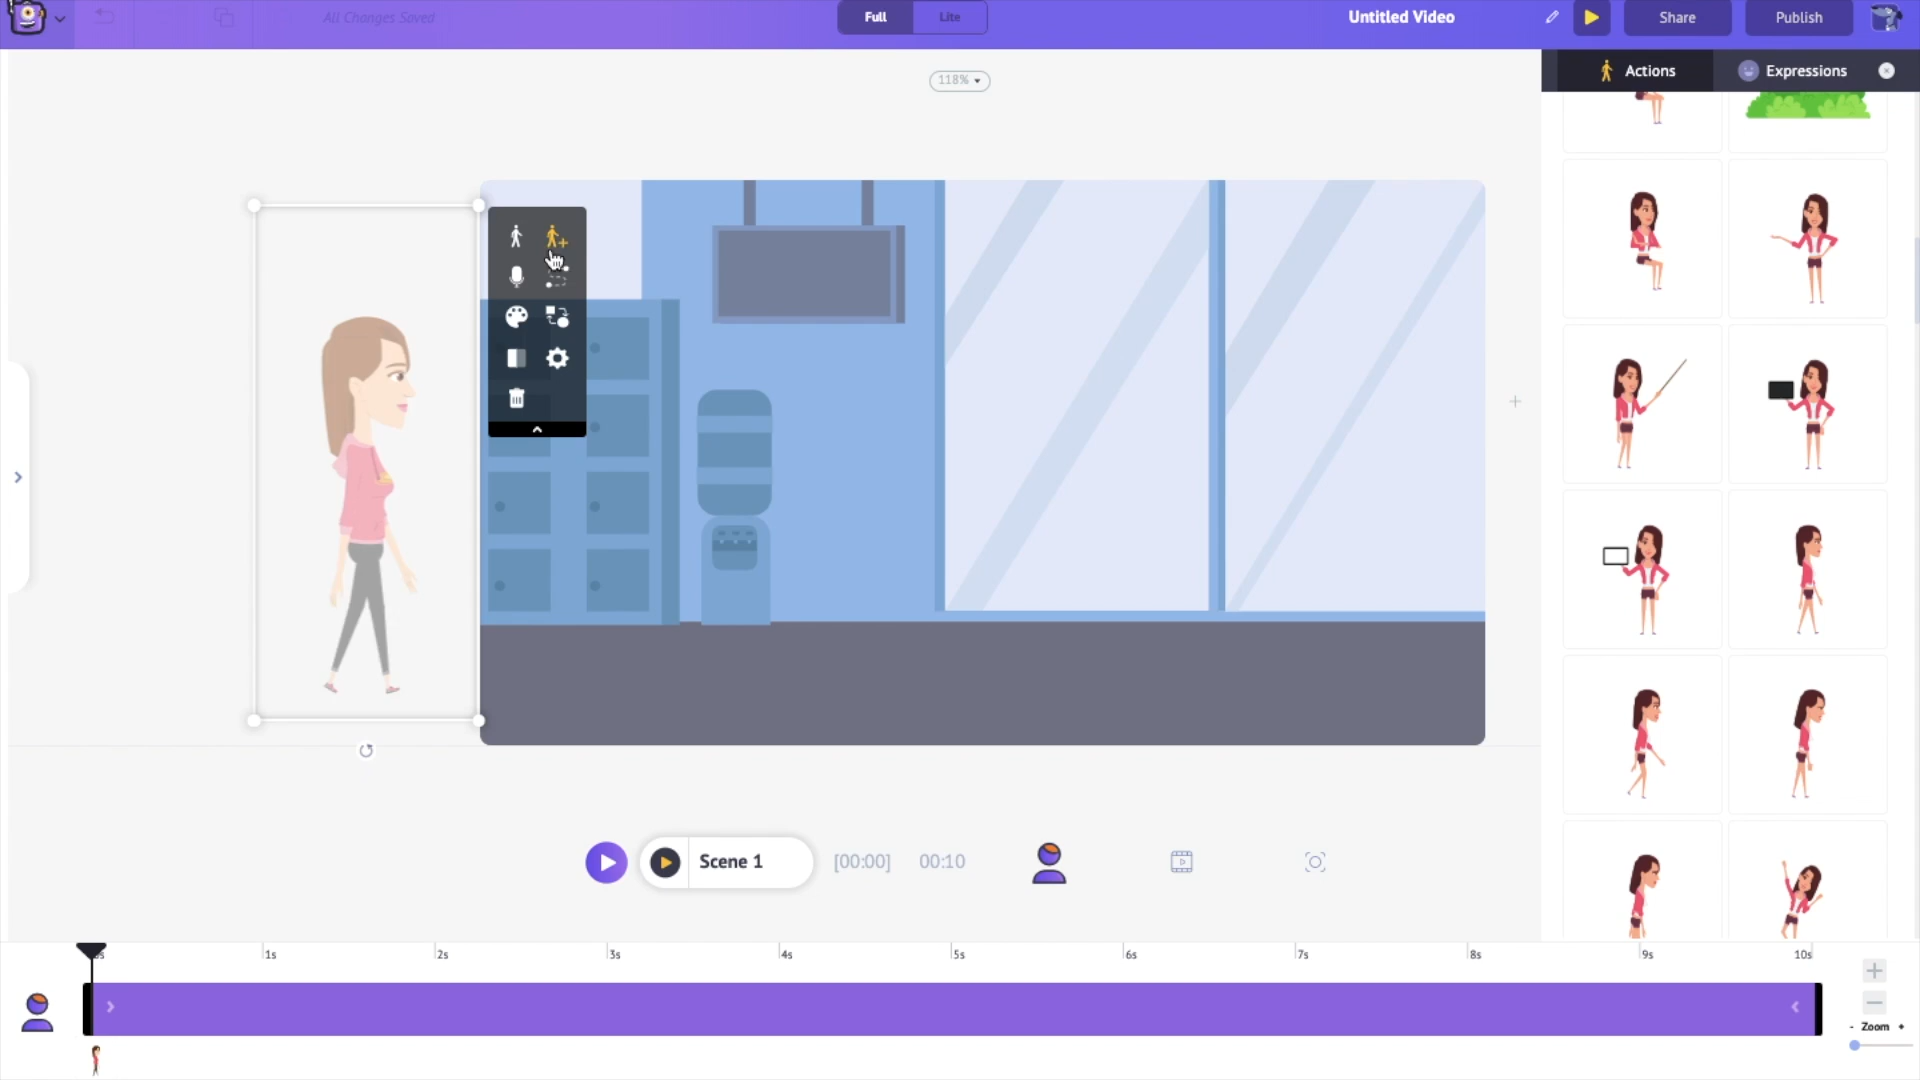 All Changes Saved
Full
Lite
Untitled Video
Share
Publish
118%
Actions
Expressions
Scene 1
[00:00]
00:10
1s
2s
3s
4s
5s
6s
7s
8s
9s
10s
- Zoom +